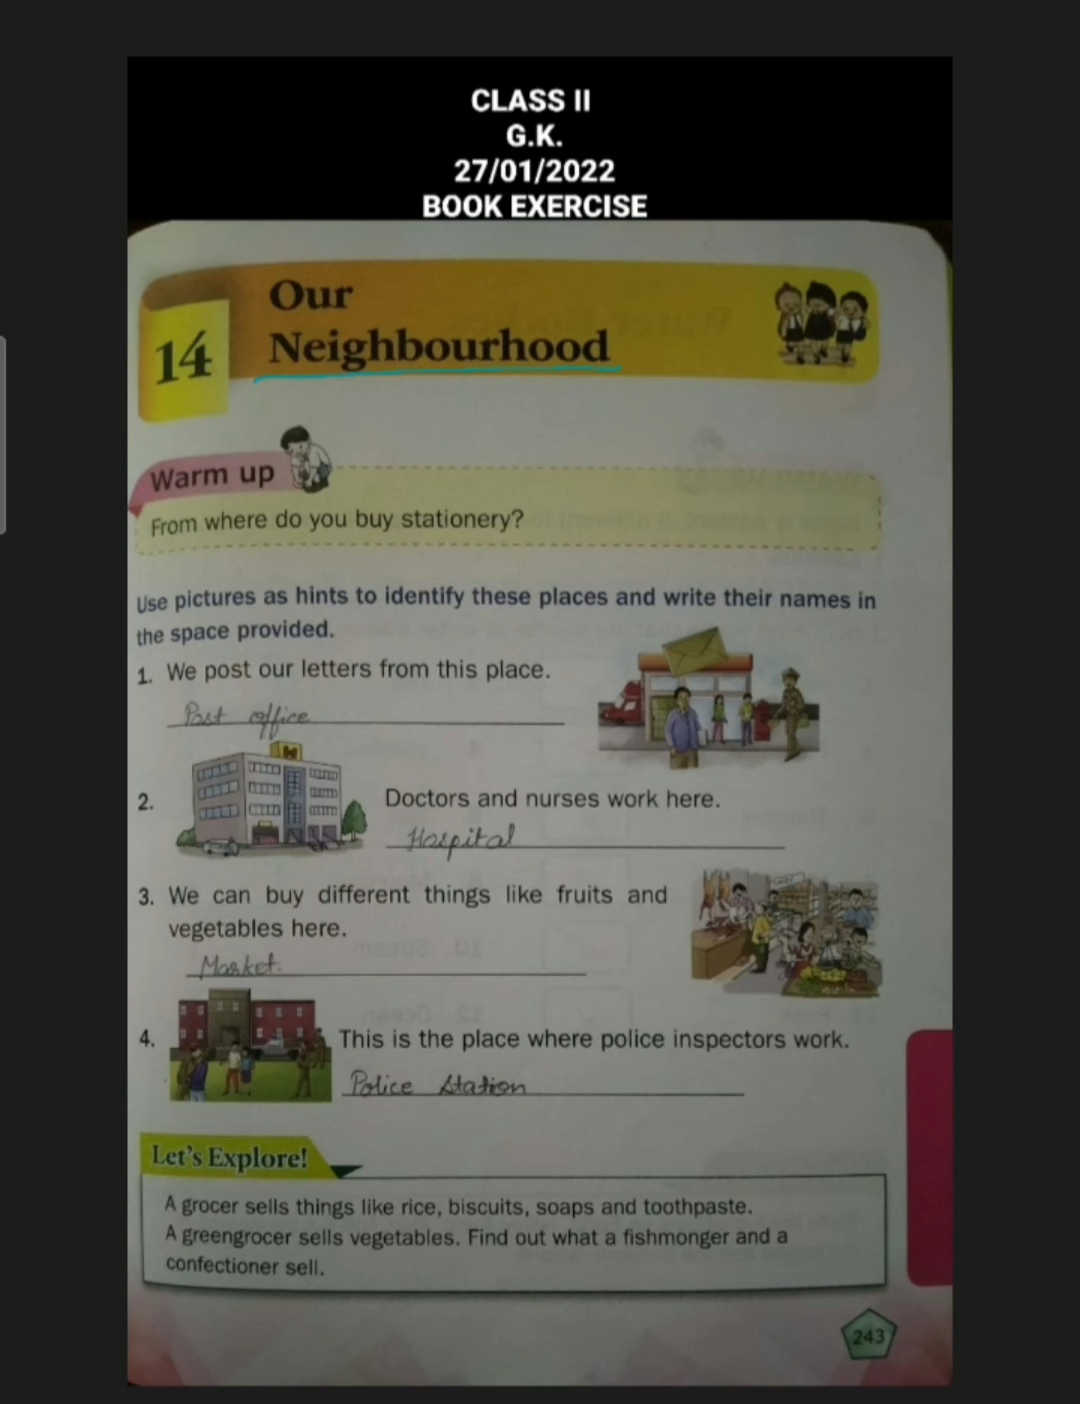 CLASS II
G.K.
27/01/2022
BOOK EXERCISE
14
Our
Neighbourhood
Warm up
From where do you buy stationery?
Use pictures as hints to identify these places and write their names in
the space provided.
1. We post our letters from this place.
Post office
2. Doctors and nurses work here.
Hospital
3. We can buy different things like fruits and
vegetables here.
Market.
4. This is the place where police inspectors work.
Police Station
Let's Explore!
A grocer sells things like rice, biscuits, soaps and toothpaste.
A greengrocer sells vegetables. Find out what a fishmonger and a
confectioner sell.
243